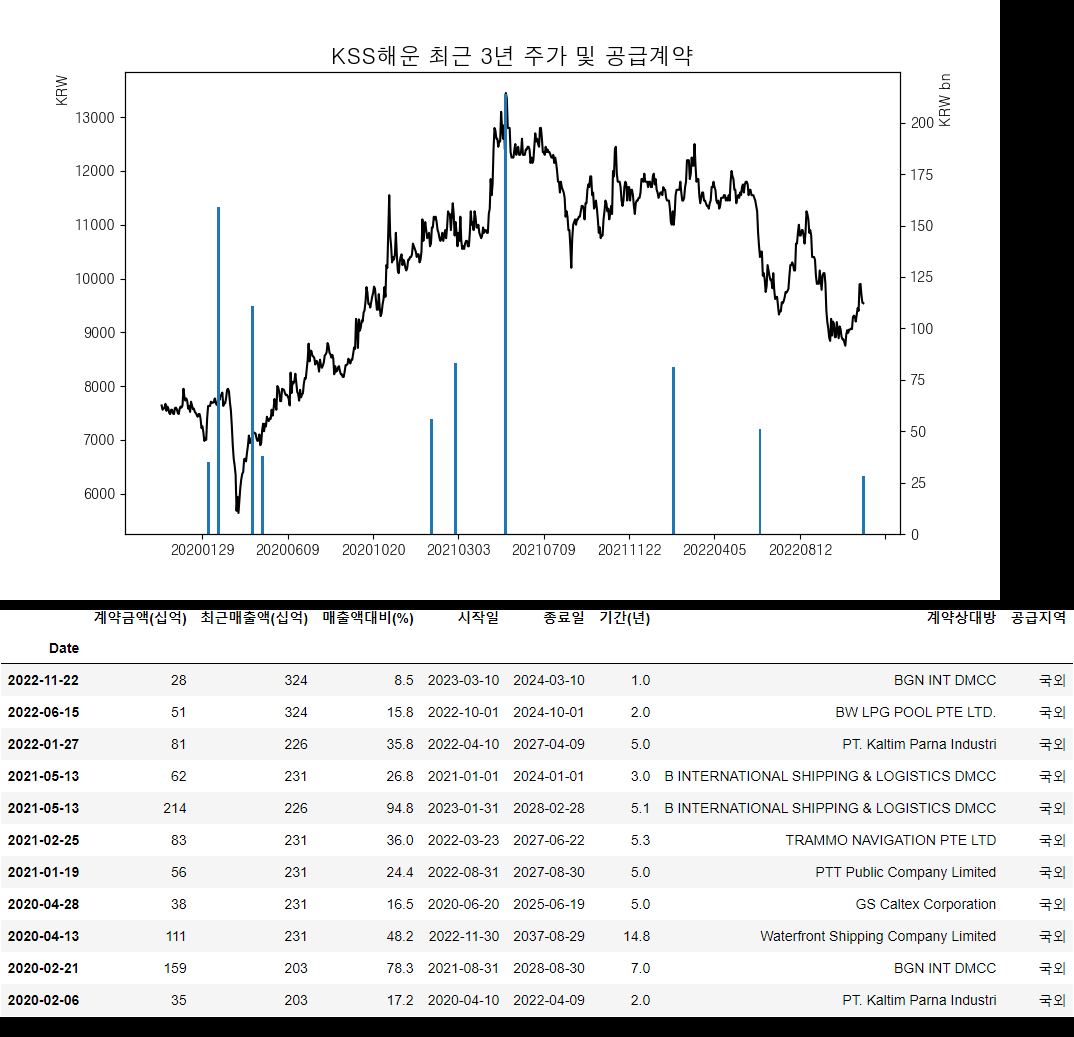 KSS해운 최근 3년 주가 및 공급계약
KRW
KRW bn
13000
12000
11000
10000
9000
8000
7000
6000
200
175
150
125
100
75
50
25
0
20200129 20200609 20201020 20210303 20210709 20211122 20220405 20220812
계약금액(십억) 최근매출액(십억) 매출액대비(%) 시작일 종료일 기간(년) 계약상대방 공급지역
Date
2022-11-22 28 324 8.5 2023-03-10 2024-03-10 1.0 BGN INT DMCC 국외
2022-06-15 51 324 15.8 2022-10-01 2024-10-01 2.0 BW LPG POOL PTE LTD. 국외
2022-01-27 81 226 35.8 2022-04-10 2027-04-09 5.0 PT. Kaltim Parna Industri 국외
2021-05-13 62 231 26.8 2021-01-01 2024-01-01 3.0 B INTERNATIONAL SHIPPING & LOGISTICS DMCC 국외
2021-05-13 214 226 94.8 2023-01-31 2028-02-28 5.1 B INTERNATIONAL SHIPPING & LOGISTICS DMCC 국외
2021-02-25 83 231 36.0 2022-03-23 2027-06-22 5.3 TRAMMO NAVIGATION PTE LTD 국외
2021-01-19 56 231 24.4 2022-08-31 2027-08-30 5.0 PTT Public Company Limited 국외
2020-04-28 38 231 16.5 2020-06-20 2025-06-19 5.0 GS Caltex Corporation 국외
2020-04-13 111 231 48.2 2022-11-30 2037-08-29 14.8 Waterfront Shipping Company Limited 국외
2020-02-21 159 203 78.3 2021-08-31 2028-08-30 7.0 BGN INT DMCC 국외
2020-02-06 35 203 17.2 2020-04-10 2022-04-09 2.0 PT. Kaltim Parna Industri 국외